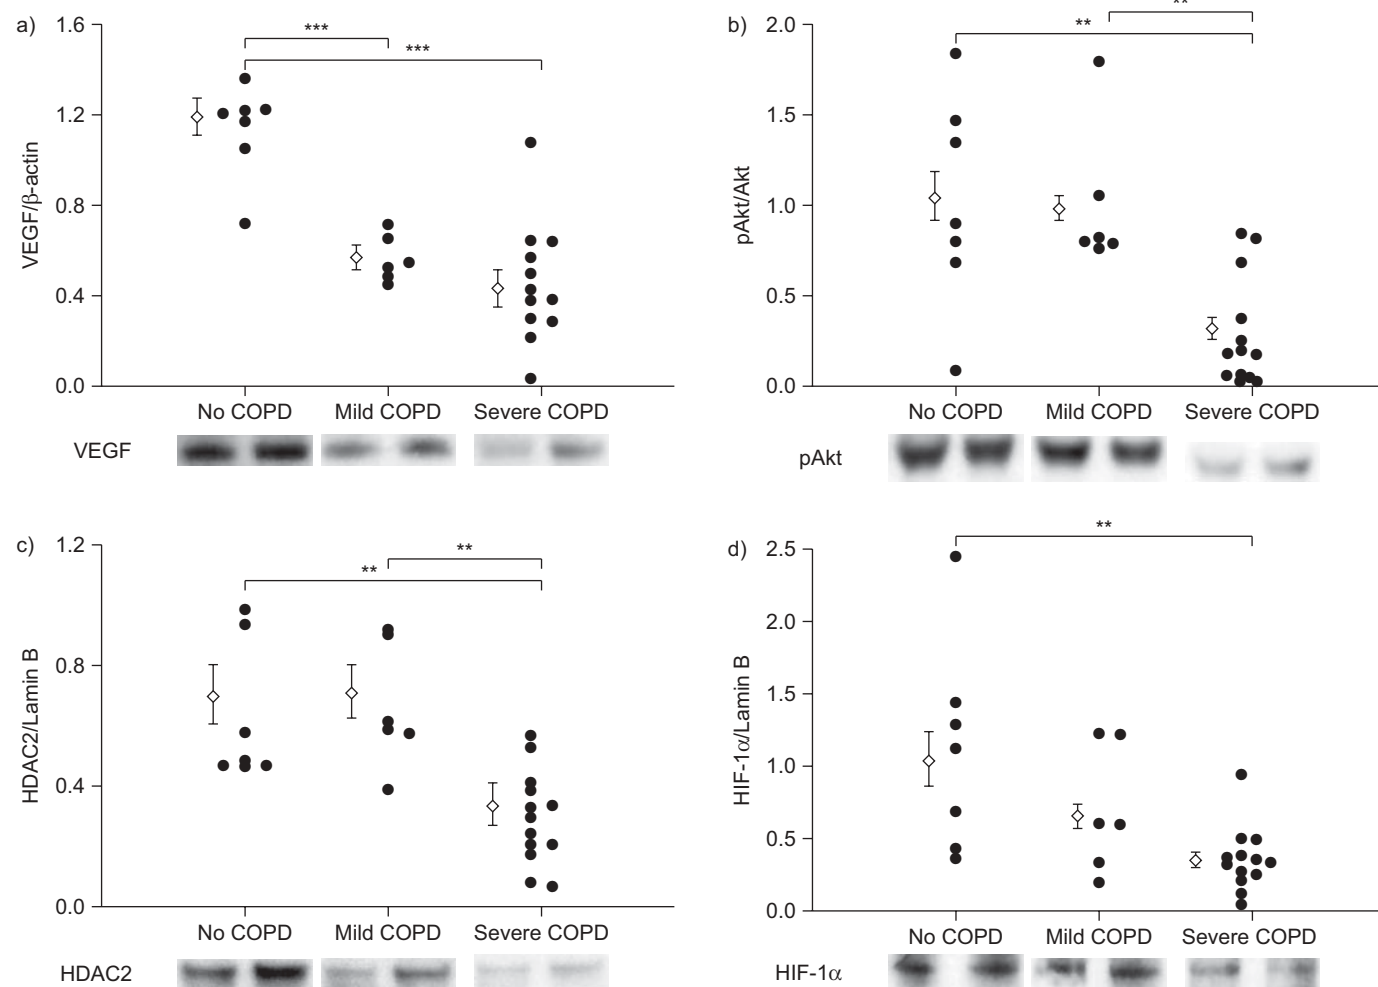 a)
1.6
1.2
0.8
0.4
0.0
VEGF/β-actin
***
***
No COPD Mild COPD Severe COPD
VEGF
b)
2.0
1.5
1.0
0.5
0.0
pAkt/Akt
**
**
No COPD Mild COPD Severe COPD
pAkt
c)
1.2
0.8
0.4
0.0
HDAC2/Lamin B
**
**
No COPD Mild COPD Severe COPD
HDAC2
d)
2.5
2.0
1.5
1.0
0.5
0.0
HIF-1α/Lamin B
**
No COPD Mild COPD Severe COPD
HIF-1α